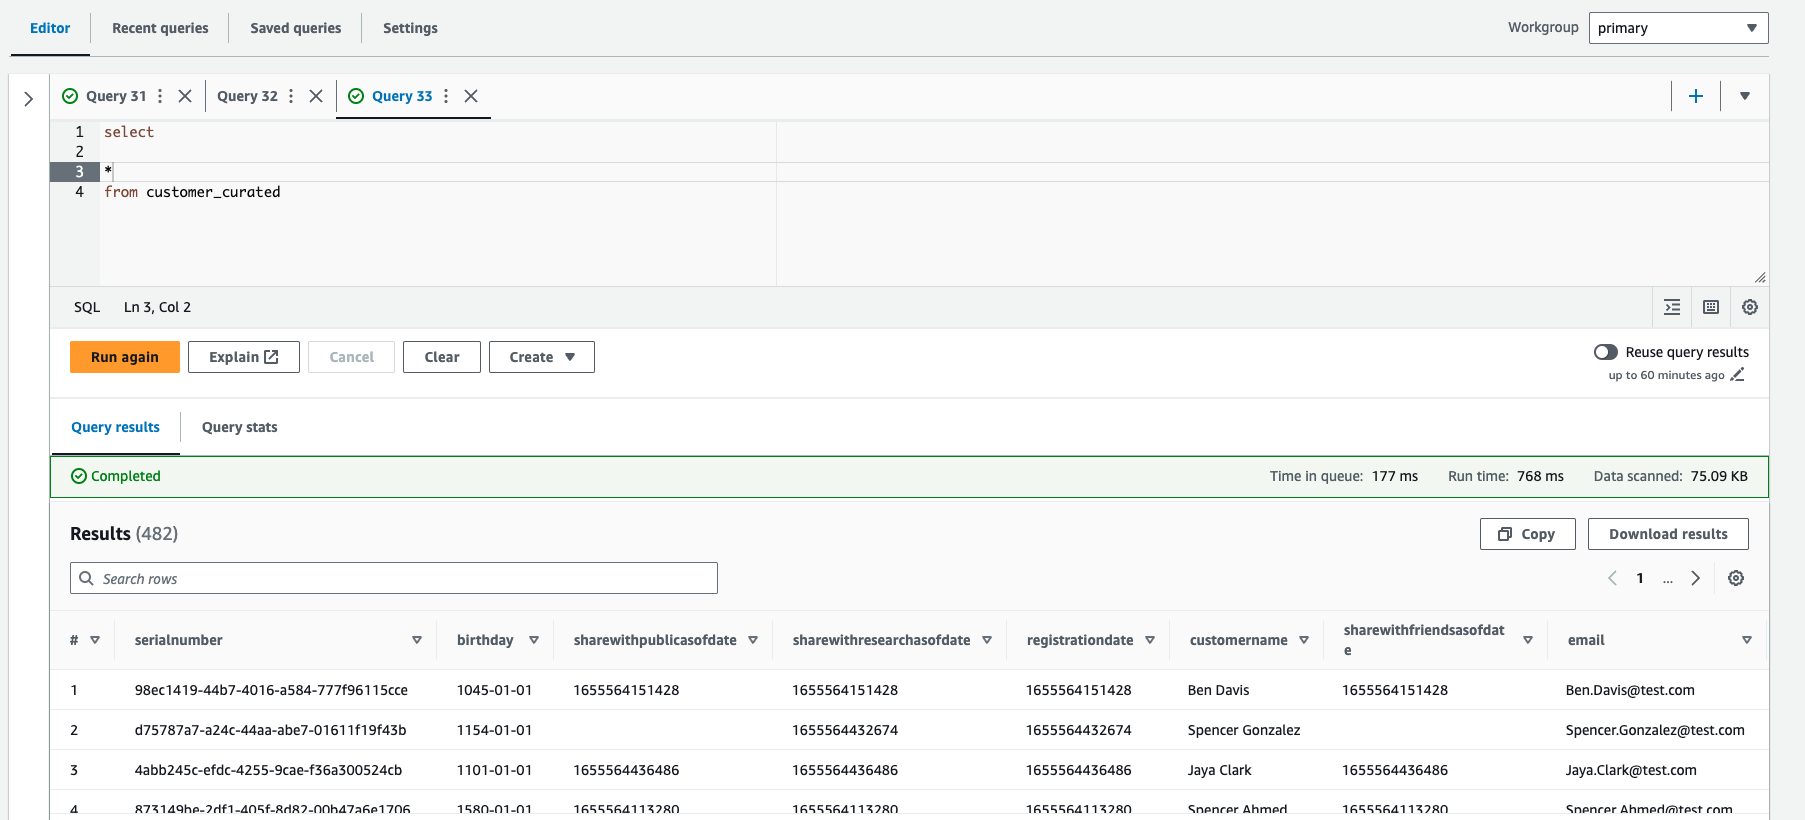 Editor Recent queries Saved queries Settings Workgroup primary
Query 31 Query 32 Query 33
1 select
2
3 *
4 from customer_curated
SQL Ln 3, Col 2
Run again Explain Cancel Clear Create Reuse query results
up to 60 minutes ago
Query results Query stats
Completed Time in queue: 177 ms Run time: 768 ms Data scanned: 75.09 KB
Results (482) Copy Download results
Search rows 1 ...
# serialnumber birthday sharewithpublicasofdate sharewithresearchasofdate registrationdate customername sharewithfriendsasofdat
e email
1 98ec1419-44b7-4016-a584-777f96115cce 1045-01-01 1655564151428 1655564151428 1655564151428 Ben Davis 1655564151428 Ben.Davis@test.com
2 d75787a7-a24c-44aa-abe7-01611f19f43b 1154-01-01 1655564432674 1655564432674 Spencer Gonzalez Spencer.Gonzalez@test.com
3 4abb245c-efdc-4255-9cae-f36a300524cb 1101-01-01 1655564436486 1655564436486 1655564436486 Jaya Clark 1655564436486 Jaya.Clark@test.com
4 873149be-2df1-405f-8d82-00b47a6e1706 1580-01-01 1655564113280 1655564113280 1655564113280 Spencer Ahmed 1655564113280 Spencer.Ahmed@test.com